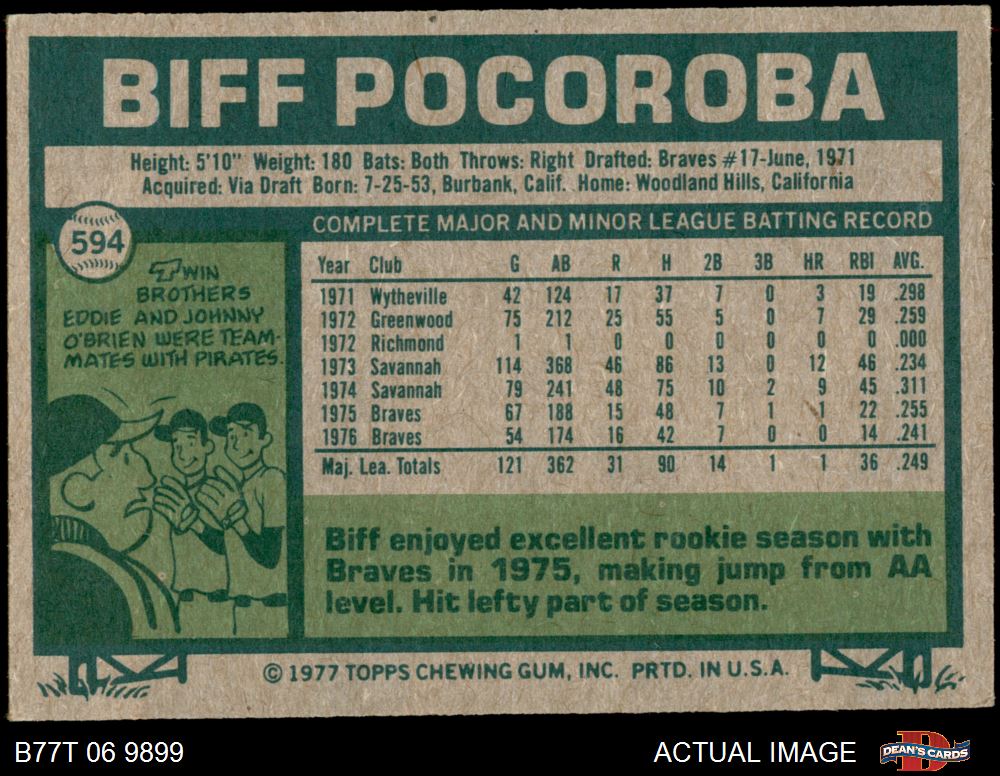 BIFF POCOROBA
Height: 5'10" Weight: 180 Bats: Both Throws: Right Drafted: Braves #17-June, 1971
Acquired: Via Draft Born: 7-25-53, Burbank, Calif. Home: Woodland Hills, California
594
TWIN
BROTHERS
EDDIE AND JOHNNY
O'BRIEN WERE TEAM-
MATES WITH PIRATES.
COMPLETE MAJOR AND MINOR LEAGUE BATTING RECORD
Year Club G AB R H 2B 3B HR RBI AVG.
1971 Wytheville 42 124 17 37 7 0 3 19 .298
1972 Greenwood 75 212 25 55 5 0 7 29 .259
1972 Richmond 1 1 0 0 0 0 0 0 .000
1973 Savannah 114 368 46 86 13 0 12 46 .234
1974 Savannah 79 241 48 75 10 2 9 45 .311
1975 Braves 67 188 15 48 7 1 1 22 .255
1976 Braves 54 174 16 42 7 0 0 14 .241
Maj. Lea. Totals 121 362 31 90 14 1 1 36 .249
Biff enjoyed excellent rookie season with
Braves in 1975, making jump from AA
level. Hit lefty part of season.
© 1977 TOPPS CHEWING GUM, INC. PRTD. IN U.S.A.
B77T 06 9899
ACTUAL IMAGE
D
DEAN'S CARDS